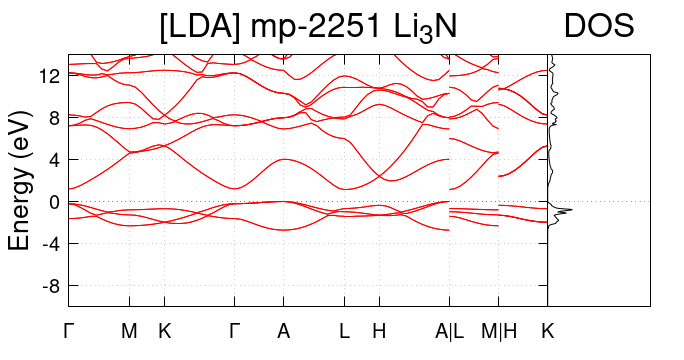 [LDA] mp-2251 Li₃N DOS
Energy (eV)
12
8
4
0
-4
-8
Γ M K Γ A L H A|L M|H K